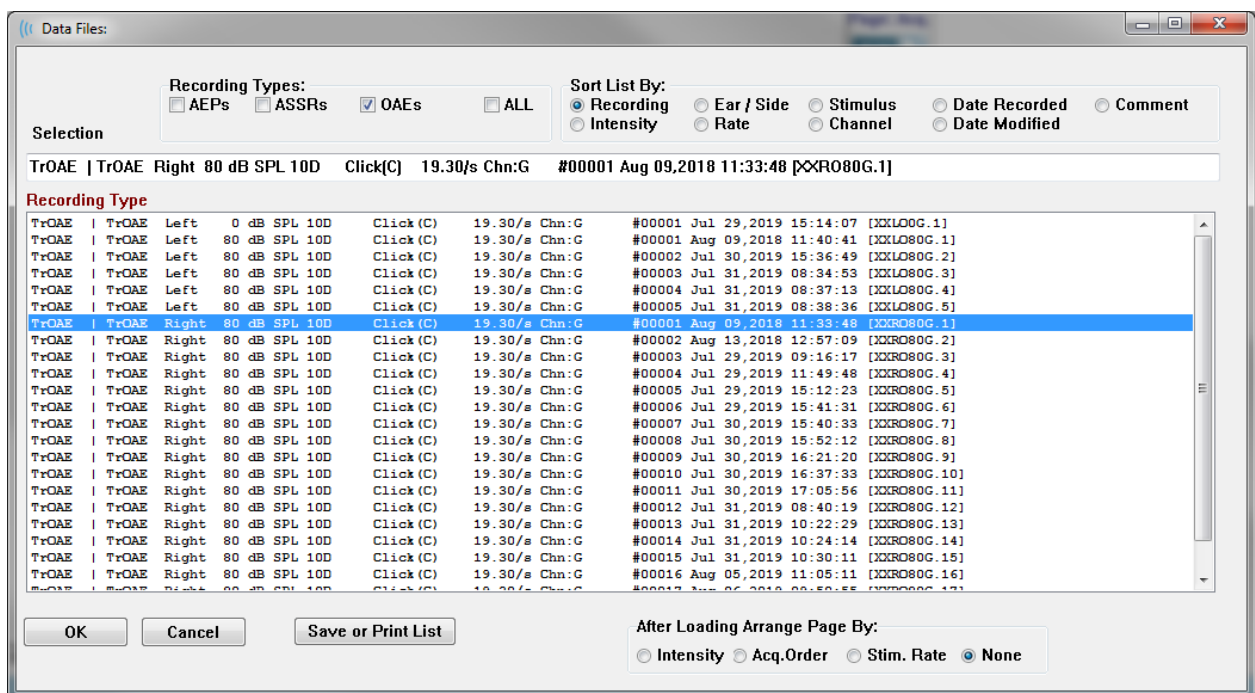 Data Files:
Recording Types:
AEPs ASSRs OAEs ALL
Sort List By:
Recording Ear / Side Stimulus Date Recorded Comment
Intensity Rate Channel Date Modified
Selection
TrOAE | TrOAE Right 80 dB SPL 10D Click(C) 19.30/s Chn:G #00001 Aug 09,2018 11:33:48 [XXRO80G.1]
Recording Type
TrOAE | TrOAE Left 0 dB SPL 10D Click(C) 19.30/s Chn:G #00001 Jul 29,2019 15:14:07 [XXLO0G.1]
TrOAE | TrOAE Left 80 dB SPL 10D Click(C) 19.30/s Chn:G #00001 Aug 09,2018 11:40:41 [XXLO80G.1]
TrOAE | TrOAE Left 80 dB SPL 10D Click(C) 19.30/s Chn:G #00002 Jul 30,2019 15:36:49 [XXLO80G.2]
TrOAE | TrOAE Left 80 dB SPL 10D Click(C) 19.30/s Chn:G #00003 Jul 31,2019 08:34:53 [XXLO80G.3]
TrOAE | TrOAE Left 80 dB SPL 10D Click(C) 19.30/s Chn:G #00004 Jul 31,2019 08:37:13 [XXLO80G.4]
TrOAE | TrOAE Left 80 dB SPL 10D Click(C) 19.30/s Chn:G #00005 Jul 31,2019 08:38:36 [XXLO80G.5]
TrOAE | TrOAE Right 80 dB SPL 10D Click(C) 19.30/s Chn:G #00001 Aug 09,2018 11:33:48 [XXRO80G.1]
TrOAE | TrOAE Right 80 dB SPL 10D Click(C) 19.30/s Chn:G #00002 Aug 13,2018 12:57:09 [XXRO80G.2]
TrOAE | TrOAE Right 80 dB SPL 10D Click(C) 19.30/s Chn:G #00003 Jul 29,2019 09:16:17 [XXRO80G.3]
TrOAE | TrOAE Right 80 dB SPL 10D Click(C) 19.30/s Chn:G #00004 Jul 29,2019 11:49:48 [XXRO80G.4]
TrOAE | TrOAE Right 80 dB SPL 10D Click(C) 19.30/s Chn:G #00005 Jul 29,2019 15:12:23 [XXRO80G.5]
TrOAE | TrOAE Right 80 dB SPL 10D Click(C) 19.30/s Chn:G #00006 Jul 29,2019 15:41:31 [XXRO80G.6]
TrOAE | TrOAE Right 80 dB SPL 10D Click(C) 19.30/s Chn:G #00007 Jul 30,2019 15:40:33 [XXRO80G.7]
TrOAE | TrOAE Right 80 dB SPL 10D Click(C) 19.30/s Chn:G #00008 Jul 30,2019 15:52:12 [XXRO80G.8]
TrOAE | TrOAE Right 80 dB SPL 10D Click(C) 19.30/s Chn:G #00009 Jul 30,2019 16:21:20 [XXRO80G.9]
TrOAE | TrOAE Right 80 dB SPL 10D Click(C) 19.30/s Chn:G #00010 Jul 30,2019 16:37:33 [XXRO80G.10]
TrOAE | TrOAE Right 80 dB SPL 10D Click(C) 19.30/s Chn:G #00011 Jul 30,2019 17:05:56 [XXRO80G.11]
TrOAE | TrOAE Right 80 dB SPL 10D Click(C) 19.30/s Chn:G #00012 Jul 31,2019 08:40:19 [XXRO80G.12]
TrOAE | TrOAE Right 80 dB SPL 10D Click(C) 19.30/s Chn:G #00013 Jul 31,2019 10:22:29 [XXRO80G.13]
TrOAE | TrOAE Right 80 dB SPL 10D Click(C) 19.30/s Chn:G #00014 Jul 31,2019 10:24:14 [XXRO80G.14]
TrOAE | TrOAE Right 80 dB SPL 10D Click(C) 19.30/s Chn:G #00015 Jul 31,2019 10:30:11 [XXRO80G.15]
TrOAE | TrOAE Right 80 dB SPL 10D Click(C) 19.30/s Chn:G #00016 Aug 05,2019 11:05:11 [XXRO80G.16]
OK Cancel Save or Print List
After Loading Arrange Page By:
Intensity Acq.Order Stim. Rate None